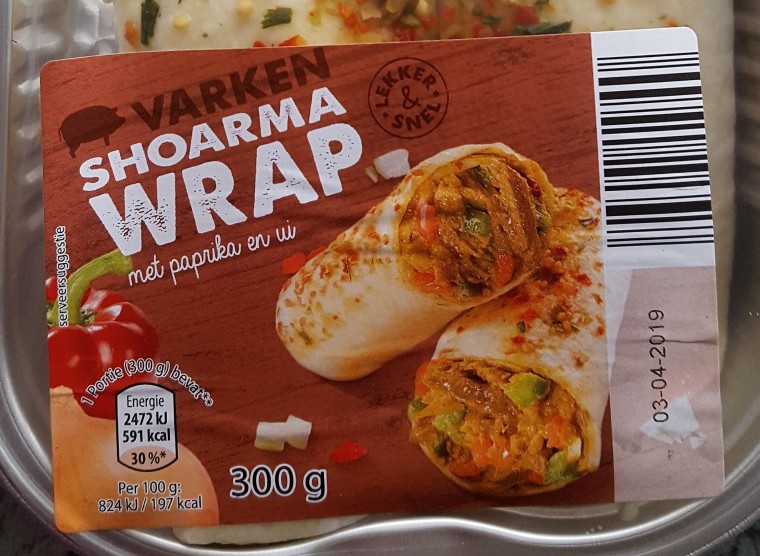 VARKEN
SHOARMA
WRAP
met paprika en ui
LEKKER
&
SNEL
serveersuggestie
1 Portie (300 g) bevat**
Energie
2472 kJ
591 kcal
30 %*
Per 100 g:
824 kJ / 197 kcal
300 g
03-04-2019